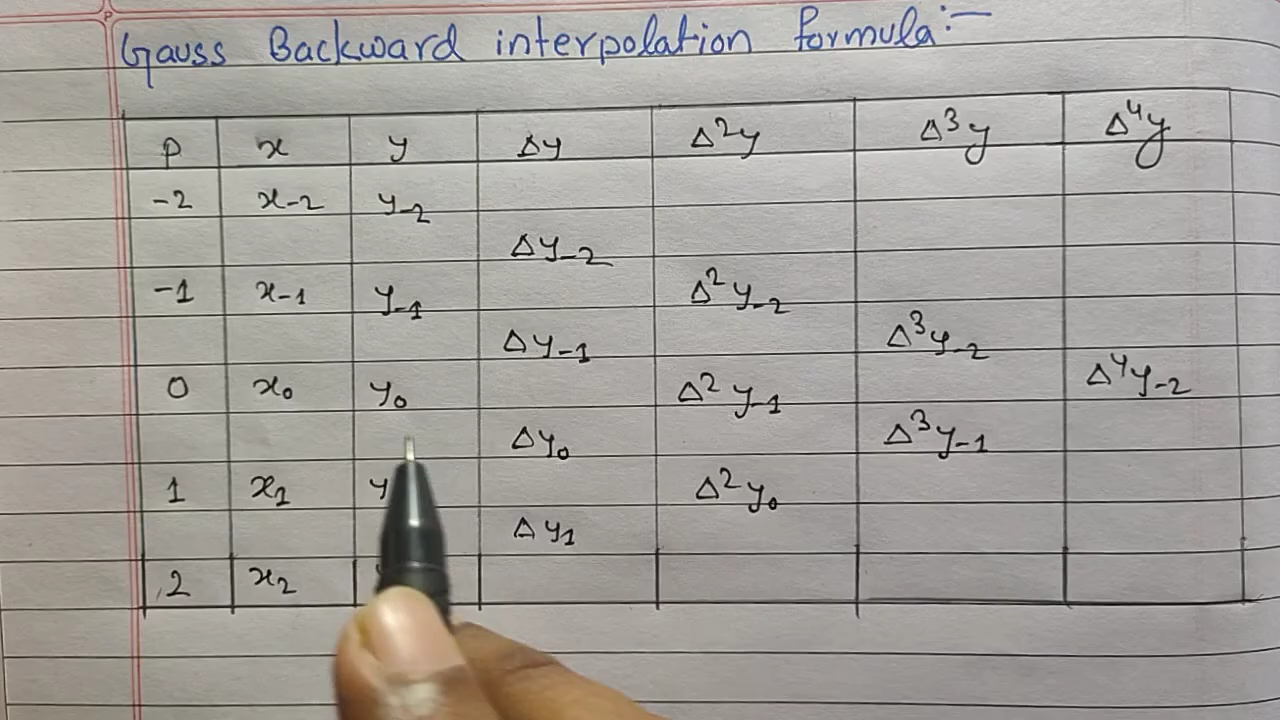 Gauss Backward interpolation formula:-
p x y Δy Δ²y Δ³y Δ⁴y
-2 x-2 y-2
Δy-2
-1 x-1 y-1 Δ²y-2
Δy-1 Δ³y-2
0 x₀ y₀ Δ²y-1 Δ⁴y-2
Δy₀ Δ³y-1
1 x₁ y Δ²y₀
Δy₁
2 x₂